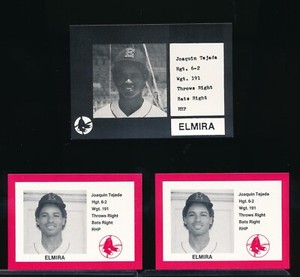 Joaquin Tejada
Hgt. 6-2
Wgt. 191
Throws Right
Bats Right
RHP
ELMIRA
Joaquin Tejada
Hgt. 6-2
Wgt. 191
Throws Right
Bats Right
RHP
ELMIRA
Joaquin Tejada
Hgt. 6-2
Wgt. 191
Throws Right
Bats Right
RHP
ELMIRA